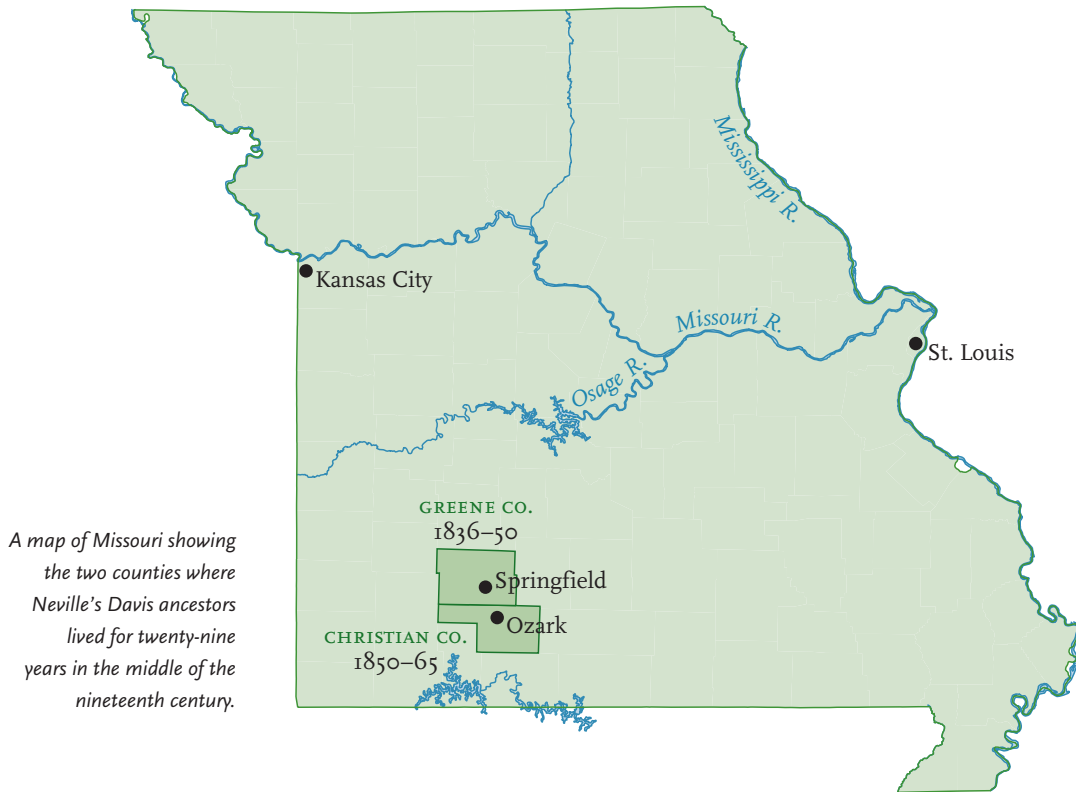 Mississippi R.
Kansas City
Missouri R.
St. Louis
Osage R.
GREENE CO.
1836–50
Springfield
Ozark
CHRISTIAN CO.
1850–65
A map of Missouri showing
the two counties where
Neville’s Davis ancestors
lived for twenty-nine
years in the middle of the
nineteenth century.